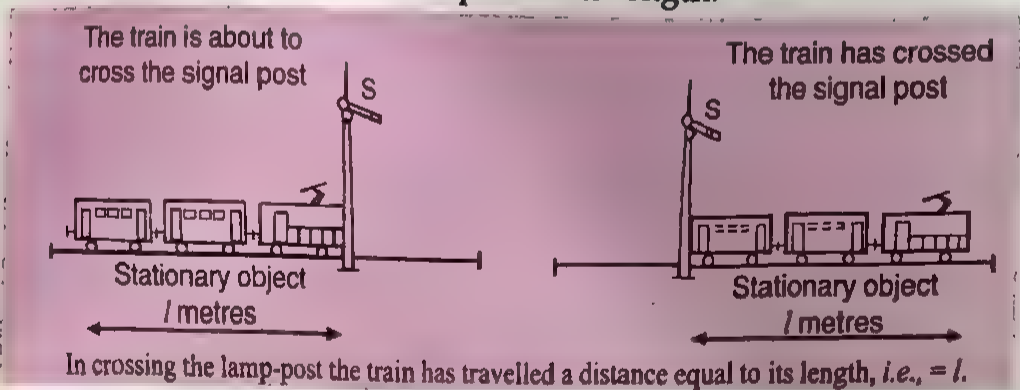 The train is about to
cross the signal post
S
Stationary object
l metres
The train has crossed
the signal post
S
Stationary object
l metres
In crossing the lamp-post the train has travelled a distance equal to its length, i.e., = l.